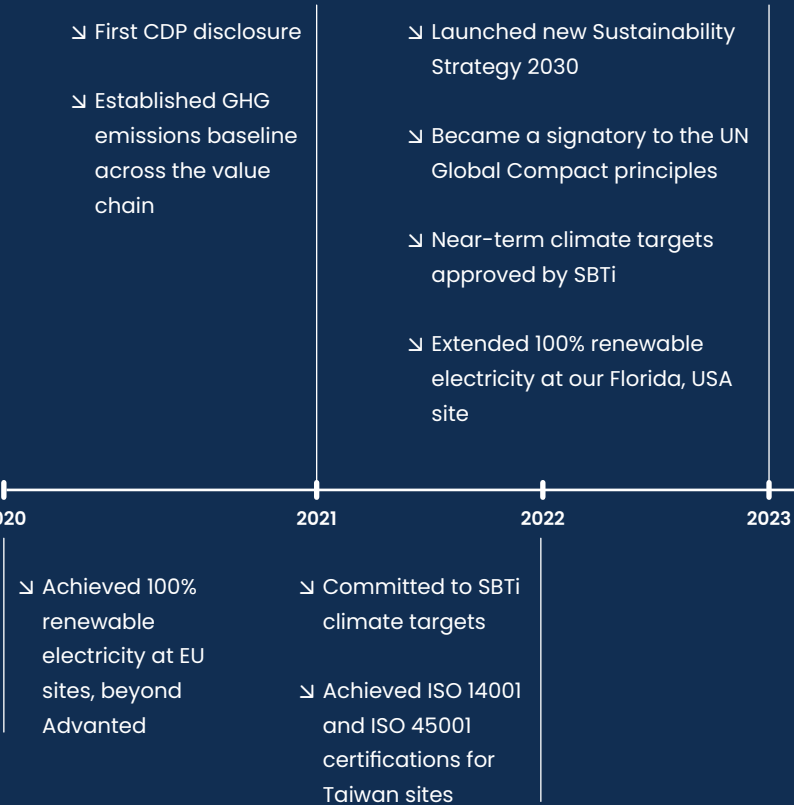 First CDP disclosure
Established GHG
emissions baseline
across the value
chain
Launched new Sustainability
Strategy 2030
Became a signatory to the UN
Global Compact principles
Near-term climate targets
approved by SBTi
Extended 100% renewable
electricity at our Florida, USA
site
020
2021
2022
2023
Achieved 100%
renewable
electricity at EU
sites, beyond
Advanted
Committed to SBTi
climate targets
Achieved ISO 14001
and ISO 45001
certifications for
Taiwan sites